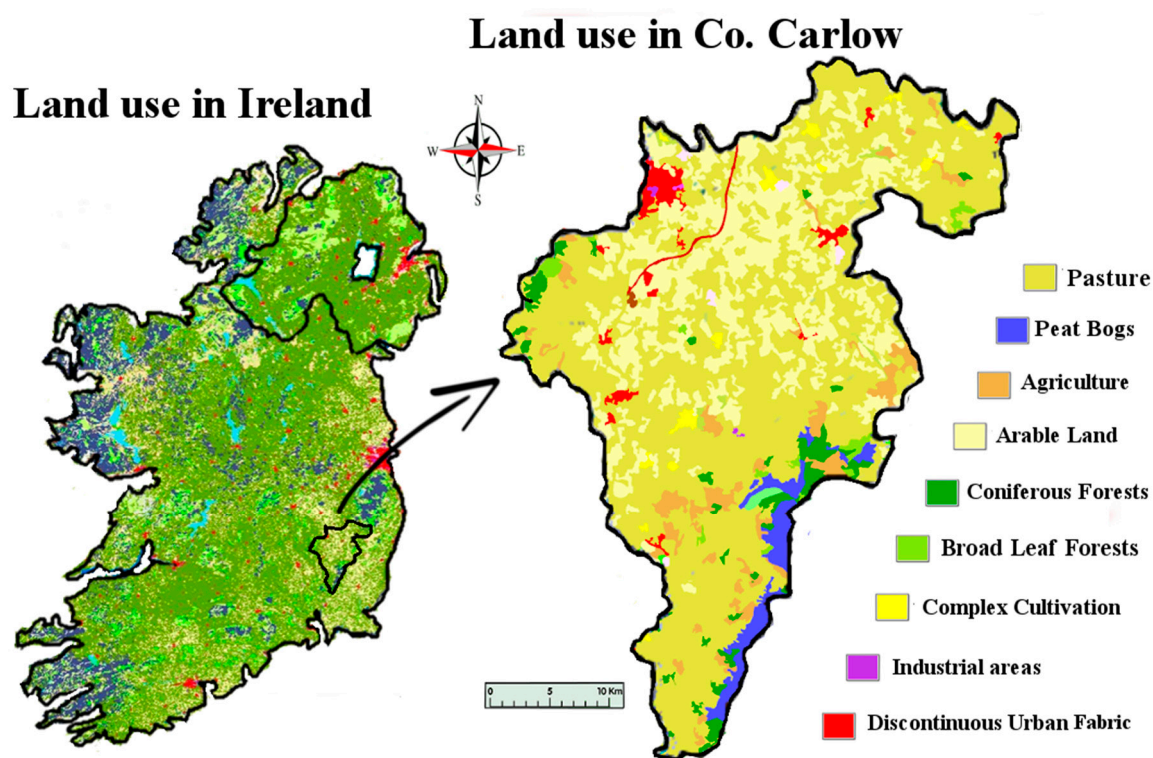 Land use in Co. Carlow
Land use in Ireland
N
W E
S
Pasture
Peat Bogs
Agriculture
Arable Land
Coniferous Forests
Broad Leaf Forests
Complex Cultivation
Industrial areas
Discontinuous Urban Fabric
0 5 10 Km